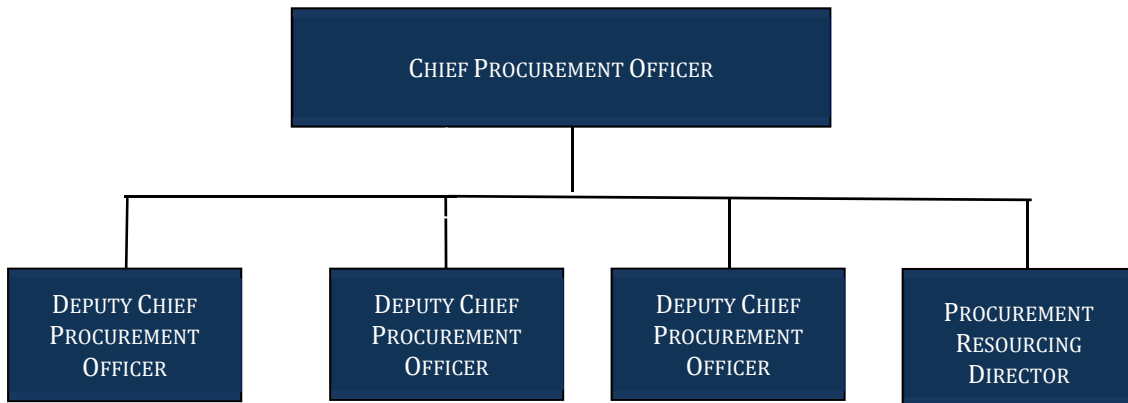 CHIEF PROCUREMENT OFFICER
DEPUTY CHIEF
PROCUREMENT
OFFICER
DEPUTY CHIEF
PROCUREMENT
OFFICER
DEPUTY CHIEF
PROCUREMENT
OFFICER
PROCUREMENT
RESOURCING
DIRECTOR